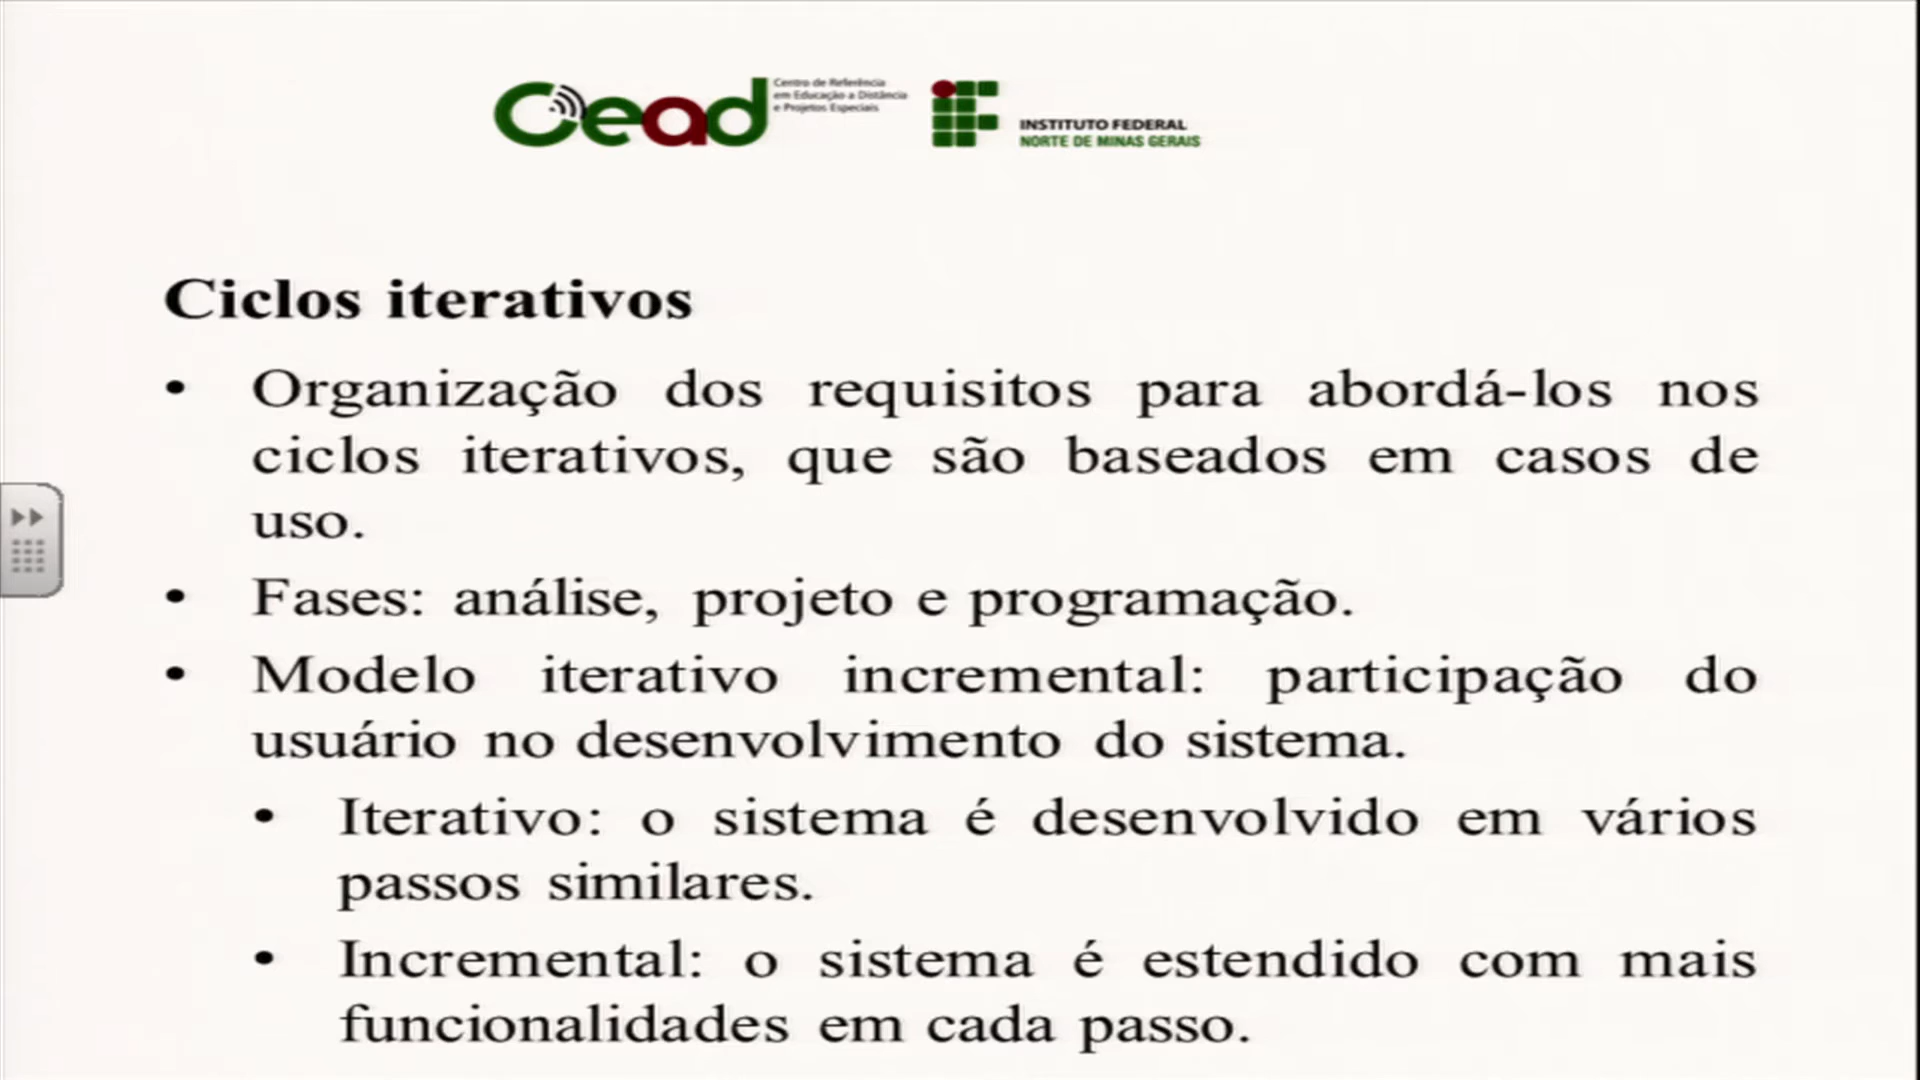 Cead
Centro de Referência
em Educação a Distância
e Projetos Especiais
INSTITUTO FEDERAL
NORTE DE MINAS GERAIS
Ciclos iterativos
• Organização dos requisitos para abordá-los nos
ciclos iterativos, que são baseados em casos de
uso.
• Fases: análise, projeto e programação.
• Modelo iterativo incremental: participação do
usuário no desenvolvimento do sistema.
• Iterativo: o sistema é desenvolvido em vários
passos similares.
• Incremental: o sistema é estendido com mais
funcionalidades em cada passo.